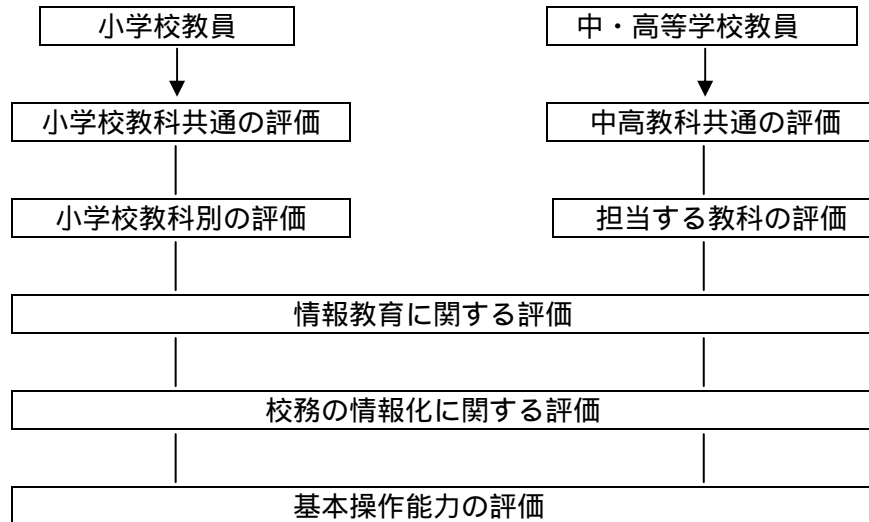 小学校教員
中・高等学校教員
小学校教科共通の評価
中高教科共通の評価
小学校教科別の評価
担当する教科の評価
情報教育に関する評価
校務の情報化に関する評価
基本操作能力の評価